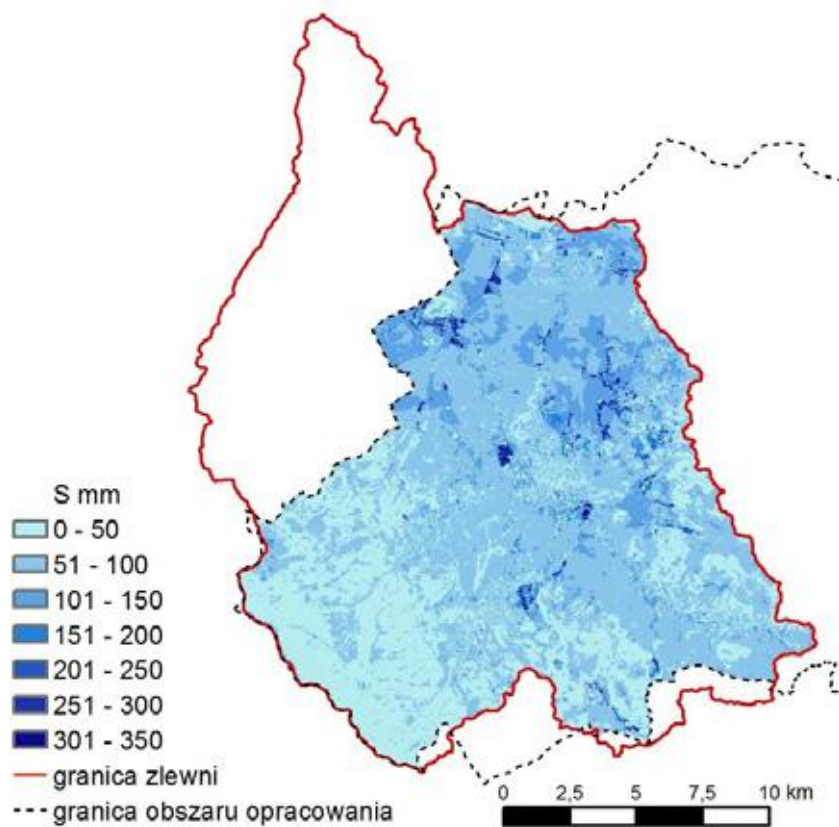 S mm
0 - 50
51 - 100
101 - 150
151 - 200
201 - 250
251 - 300
301 - 350
granica zlewni
granica obszaru opracowania
0 2,5 5 7,5 10 km